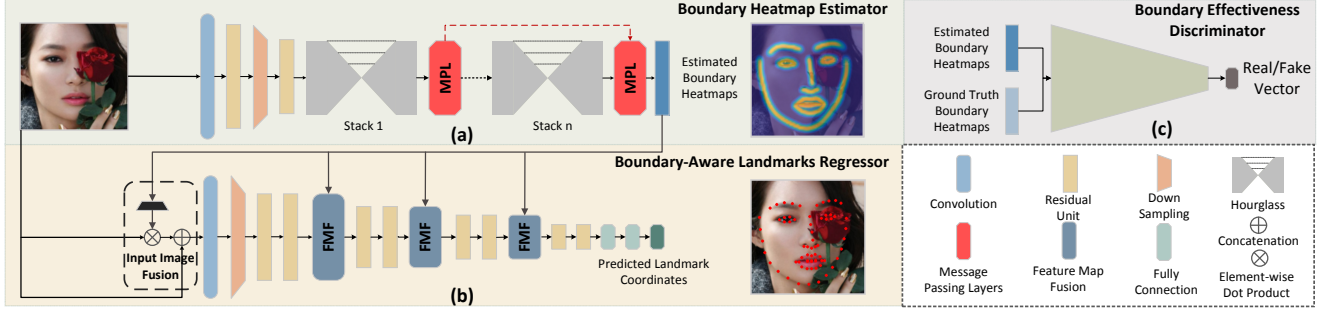 Boundary Heatmap Estimator
MPL
MPL
Stack 1
Stack n
Estimated
Boundary
Heatmaps
(a)
Boundary-Aware Landmarks Regressor
FMF
FMF
FMF
Input Image
Fusion
Predicted Landmark
Coordinates
(b)
Boundary Effectiveness
Discriminator
Estimated
Boundary
Heatmaps
Ground Truth
Boundary
Heatmaps
Real/Fake
Vector
(c)
Convolution
Residual
Unit
Down
Sampling
Hourglass
Message
Passing Layers
Feature Map
Fusion
Fully
Connection
Concatenation
Element-wise
Dot Product